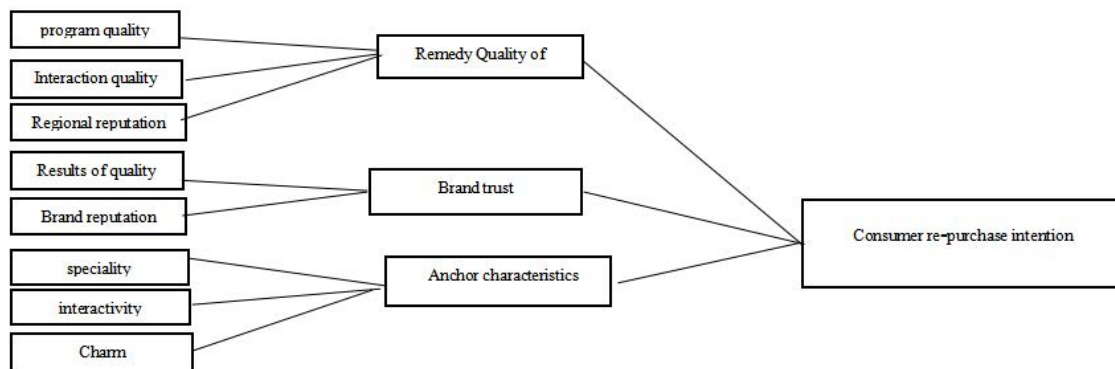 program quality
Interaction quality
Regional reputation
Results of quality
Brand reputation
speciality
interactivity
Charm
Remedy Quality of
Brand trust
Anchor characteristics
Consumer re-purchase intention